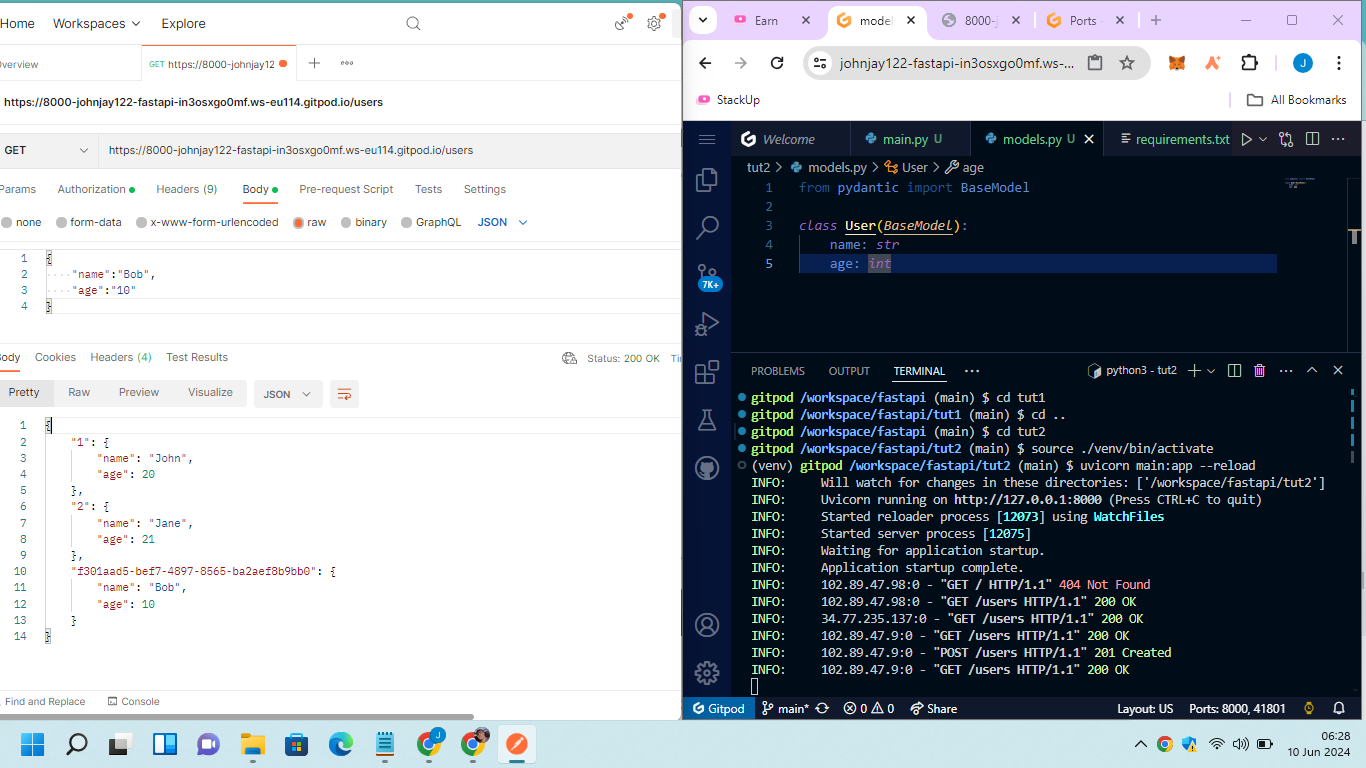 Home Workspaces Explore
Overview GET https://8000-johnjay12
https://8000-johnjay122-fastapi-in3osxgo0mf.ws-eu114.gitpod.io/users
GET https://8000-johnjay122-fastapi-in3osxgo0mf.ws-eu114.gitpod.io/users
Params Authorization Headers (9) Body Pre-request Script Tests Settings
none form-data x-www-form-urlencoded raw binary GraphQL JSON
1 {
2 "name":"Bob",
3 "age":"10"
4 }
Body Cookies Headers (4) Test Results Status: 200 OK
Pretty Raw Preview Visualize JSON
1 {
2 "1": {
3 "name": "John",
4 "age": 20
5 },
6 "2": {
7 "name": "Jane",
8 "age": 21
9 },
10 "f301aad5-bef7-4897-8565-ba2aef8b9bb0": {
11 "name": "Bob",
12 "age": 10
13 }
14 }
Find and Replace Console
Earn model 8000-j Ports
johnjay122-fastapi-in3osxgo0mf.ws-... J
StackUp All Bookmarks
Welcome main.py U models.py U requirements.txt
tut2 > models.py > User > age
1 from pydantic import BaseModel
2
3 class User(BaseModel):
4 name: str
5 age: int
7K+
PROBLEMS OUTPUT TERMINAL python3 - tut2
gitpod /workspace/fastapi (main) $ cd tut1
gitpod /workspace/fastapi/tut1 (main) $ cd ..
gitpod /workspace/fastapi (main) $ cd tut2
gitpod /workspace/fastapi/tut2 (main) $ source ./venv/bin/activate
(venv) gitpod /workspace/fastapi/tut2 (main) $ uvicorn main:app --reload
INFO: Will watch for changes in these directories: ['/workspace/fastapi/tut2']
INFO: Uvicorn running on http://127.0.0.1:8000 (Press CTRL+C to quit)
INFO: Started reloader process [12073] using WatchFiles
INFO: Started server process [12075]
INFO: Waiting for application startup.
INFO: Application startup complete.
INFO: 102.89.47.98:0 - "GET / HTTP/1.1" 404 Not Found
INFO: 102.89.47.98:0 - "GET /users HTTP/1.1" 200 OK
INFO: 34.77.235.137:0 - "GET /users HTTP/1.1" 200 OK
INFO: 102.89.47.9:0 - "GET /users HTTP/1.1" 200 OK
INFO: 102.89.47.9:0 - "POST /users HTTP/1.1" 201 Created
INFO: 102.89.47.9:0 - "GET /users HTTP/1.1" 200 OK
Gitpod main* 0 0 Share Layout: US Ports: 8000, 41801
J
06:28
10 Jun 2024